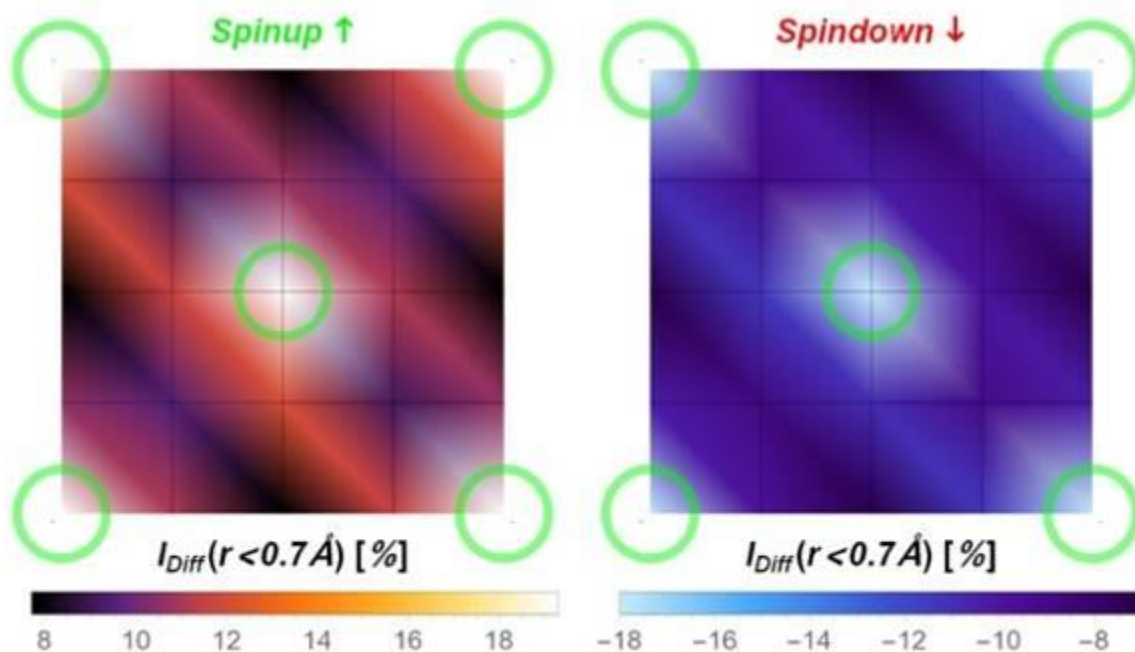 Spinup ↑
Spindown ↓
I_Diff(r<0.7Å) [%]
I_Diff(r<0.7Å) [%]
8 10 12 14 16 18
−18 −16 −14 −12 −10 −8